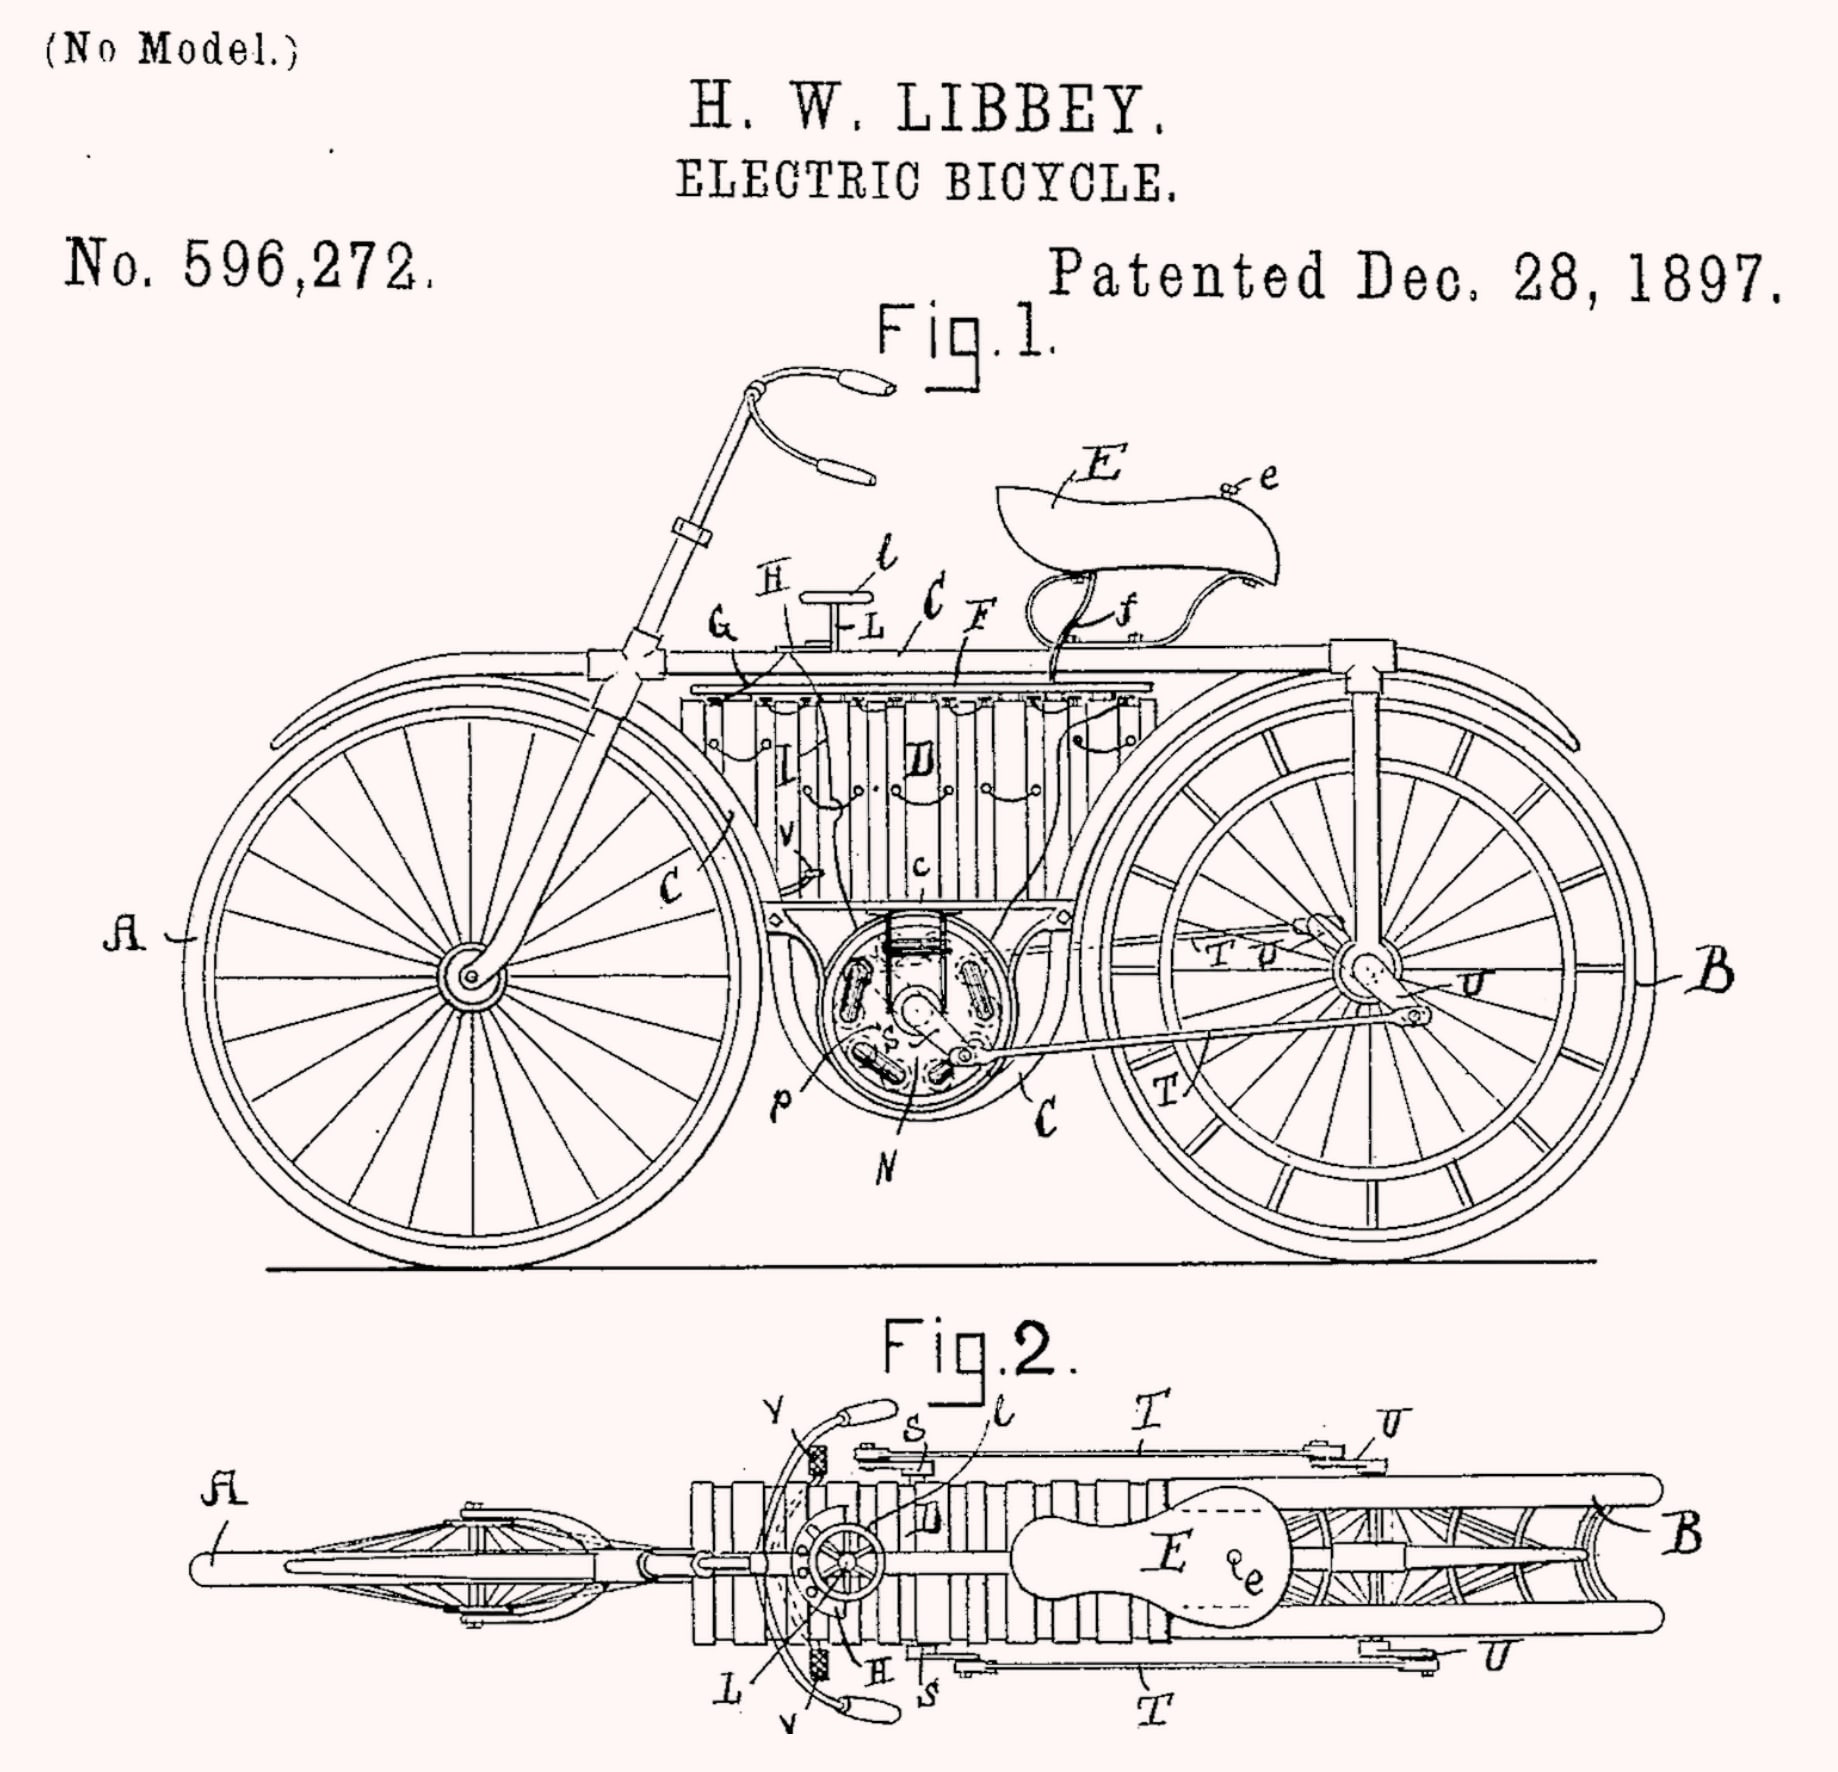 (No Model.)
H. W. LIBBEY.
ELECTRIC BICYCLE.
No. 596,272.
Patented Dec. 28, 1897.
Fig. 1.
E
e
H
l
G
L
C
F
f
I
D
V
C
c
A
T
U
B
U
S
P
T
C
N
Fig. 2.
V
S
l
T
U
A
D
B
E
e
L
H
S
U
V
T